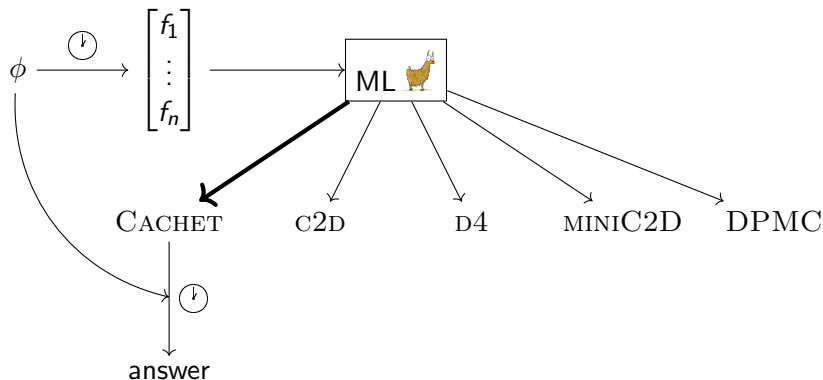 ϕ
f1
⋮
fn
ML
CACHET
C2D
D4
MINIC2D
DPMC
answer